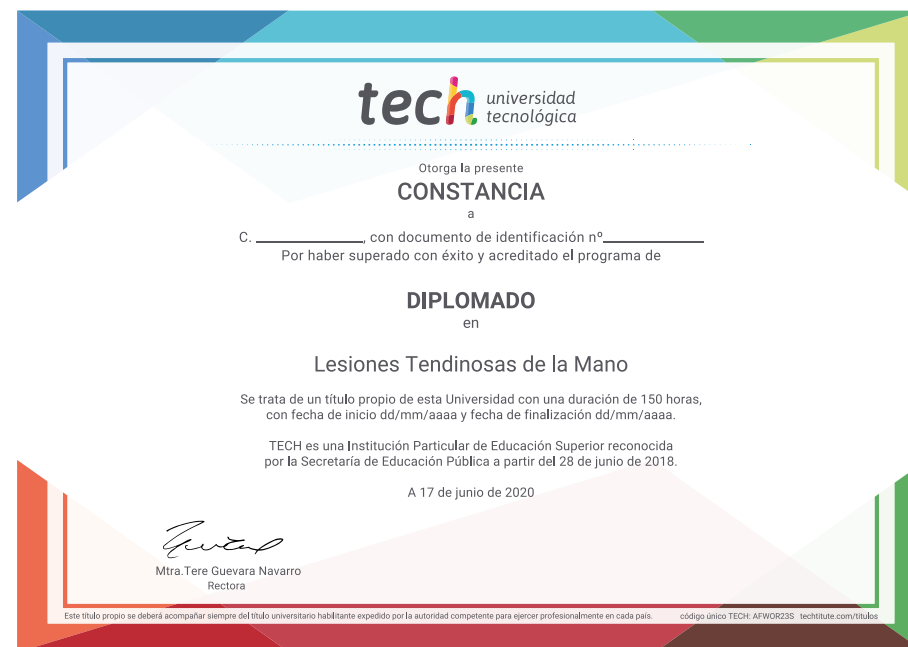 tech universidad
tecnológica
Otorga la presente
CONSTANCIA
a
C. ______________, con documento de identificación nº_____________
Por haber superado con éxito y acreditado el programa de
DIPLOMADO
en
Lesiones Tendinosas de la Mano
Se trata de un título propio de esta Universidad con una duración de 150 horas,
con fecha de inicio dd/mm/aaaa y fecha de finalización dd/mm/aaaa.
TECH es una Institución Particular de Educación Superior reconocida
por la Secretaría de Educación Pública a partir del 28 de junio de 2018.
A 17 de junio de 2020
Mtra.Tere Guevara Navarro
Rectora
Este título propio se deberá acompañar siempre del título universitario habilitante expedido por la autoridad competente para ejercer profesionalmente en cada país. código único TECH: AFWOR23S techtitute.com/titulos